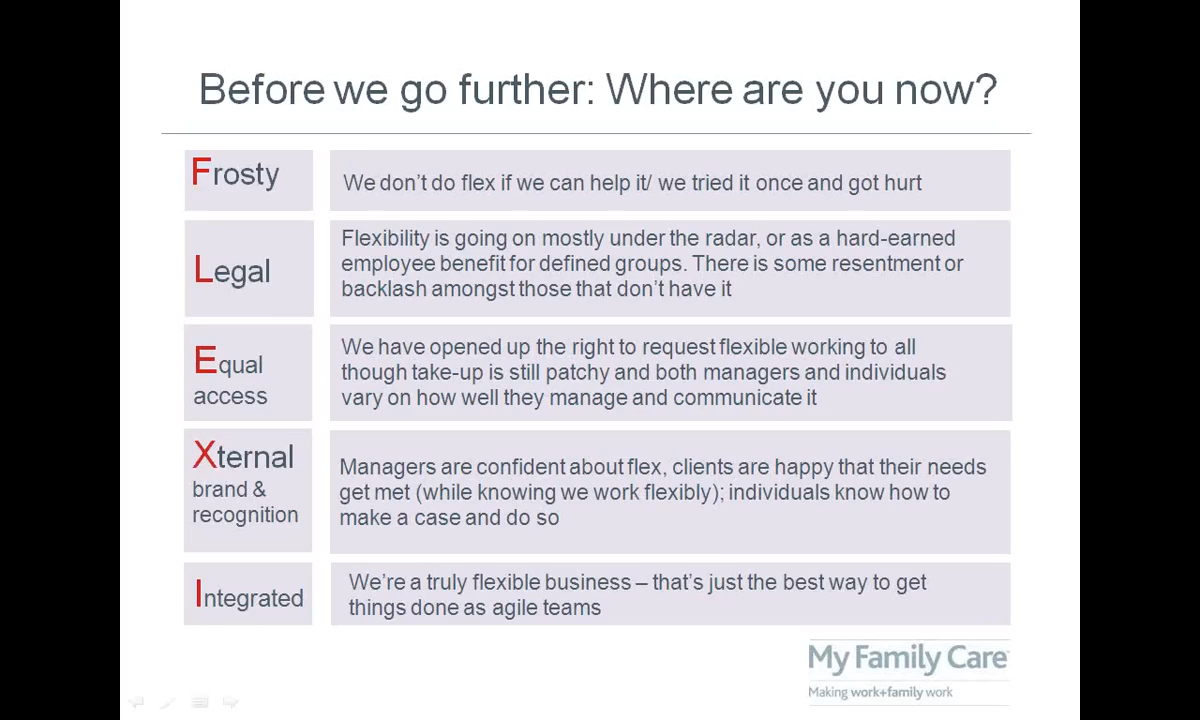 Before we go further: Where are you now?
Frosty
We don't do flex if we can help it/ we tried it once and got hurt
Legal
Flexibility is going on mostly under the radar, or as a hard-earned
employee benefit for defined groups. There is some resentment or
backlash amongst those that don't have it
Equal
access
We have opened up the right to request flexible working to all
though take-up is still patchy and both managers and individuals
vary on how well they manage and communicate it
Xternal
brand &
recognition
Managers are confident about flex, clients are happy that their needs
get met (while knowing we work flexibly); individuals know how to
make a case and do so
Integrated
We're a truly flexible business – that's just the best way to get
things done as agile teams
My Family Care
Making work+family work